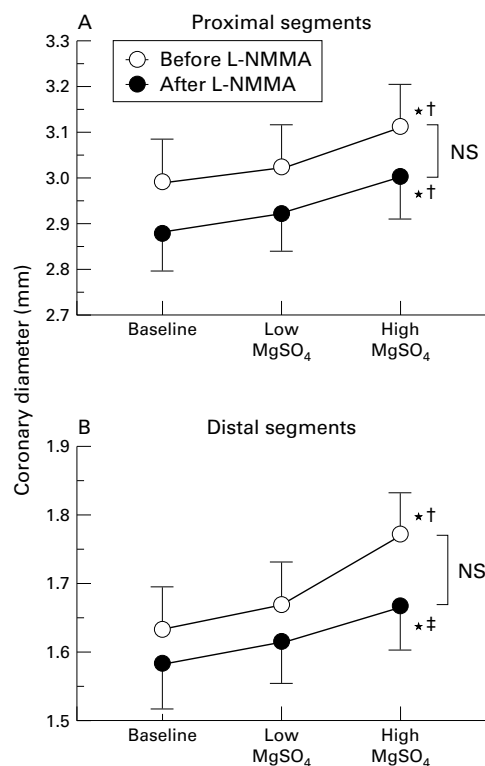 A
Proximal segments
3.3
3.2
3.1
3.0
2.9
2.8
2.7
Before L-NMMA
After L-NMMA
★†
NS
★†
Baseline
Low
MgSO₄
High
MgSO₄
Coronary diameter (mm)
B
Distal segments
1.9
1.8
1.7
1.6
1.5
★†
NS
★‡
Baseline
Low
MgSO₄
High
MgSO₄